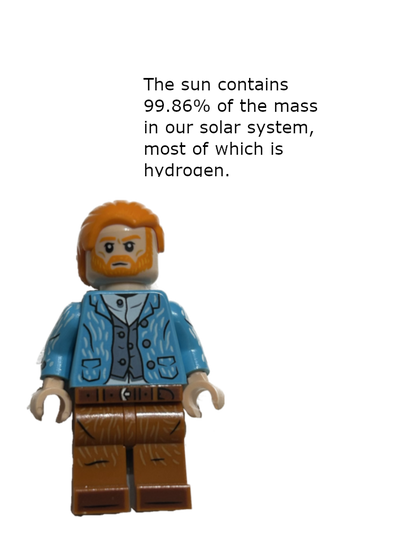 The sun contains
99.86% of the mass
in our solar system,
most of which is
hydrogen.